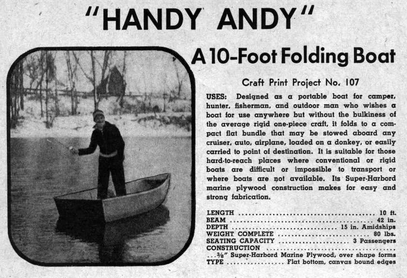 "HANDY ANDY"
A 10-Foot Folding Boat
Craft Print Project No. 107
USES: Designed as a portable boat for camper,
hunter, fisherman, and outdoor man who wishes a
boat for use anywhere but without the bulkiness of
the average rigid one-piece craft, it folds to a com-
pact flat bundle that may be stowed aboard any
cruiser, auto, airplane, loaded on a donkey, or easily
carried to point of destination. It is suitable for those
hard-to-reach places where conventional or rigid
boats are difficult or impossible to transport or
where boats are not available. Its Super-Harbord
marine plywood construction makes for easy and
strong fabrication.
LENGTH 10 ft.
BEAM 42 in.
DEPTH 15 in. Amidships
WEIGHT COMPLETE 80 lbs.
SEATING CAPACITY 3 Passengers
CONSTRUCTION
⅜" Super-Harbord Marine Plywood, over shape forms
TYPE Flat bottom, canvas bound edges